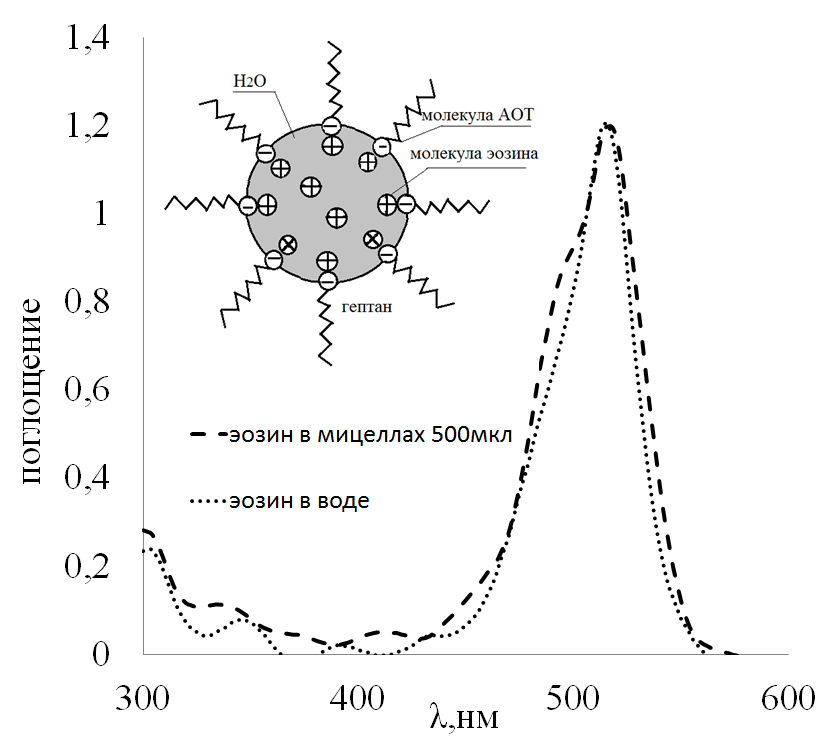 1,4
1,2
1
0,8
0,6
0,4
0,2
0
поглощение
H2O
молекула АОТ
молекула эозина
гептан
эозин в мицеллах 500мкл
эозин в воде
300
400
500
600
λ,нм